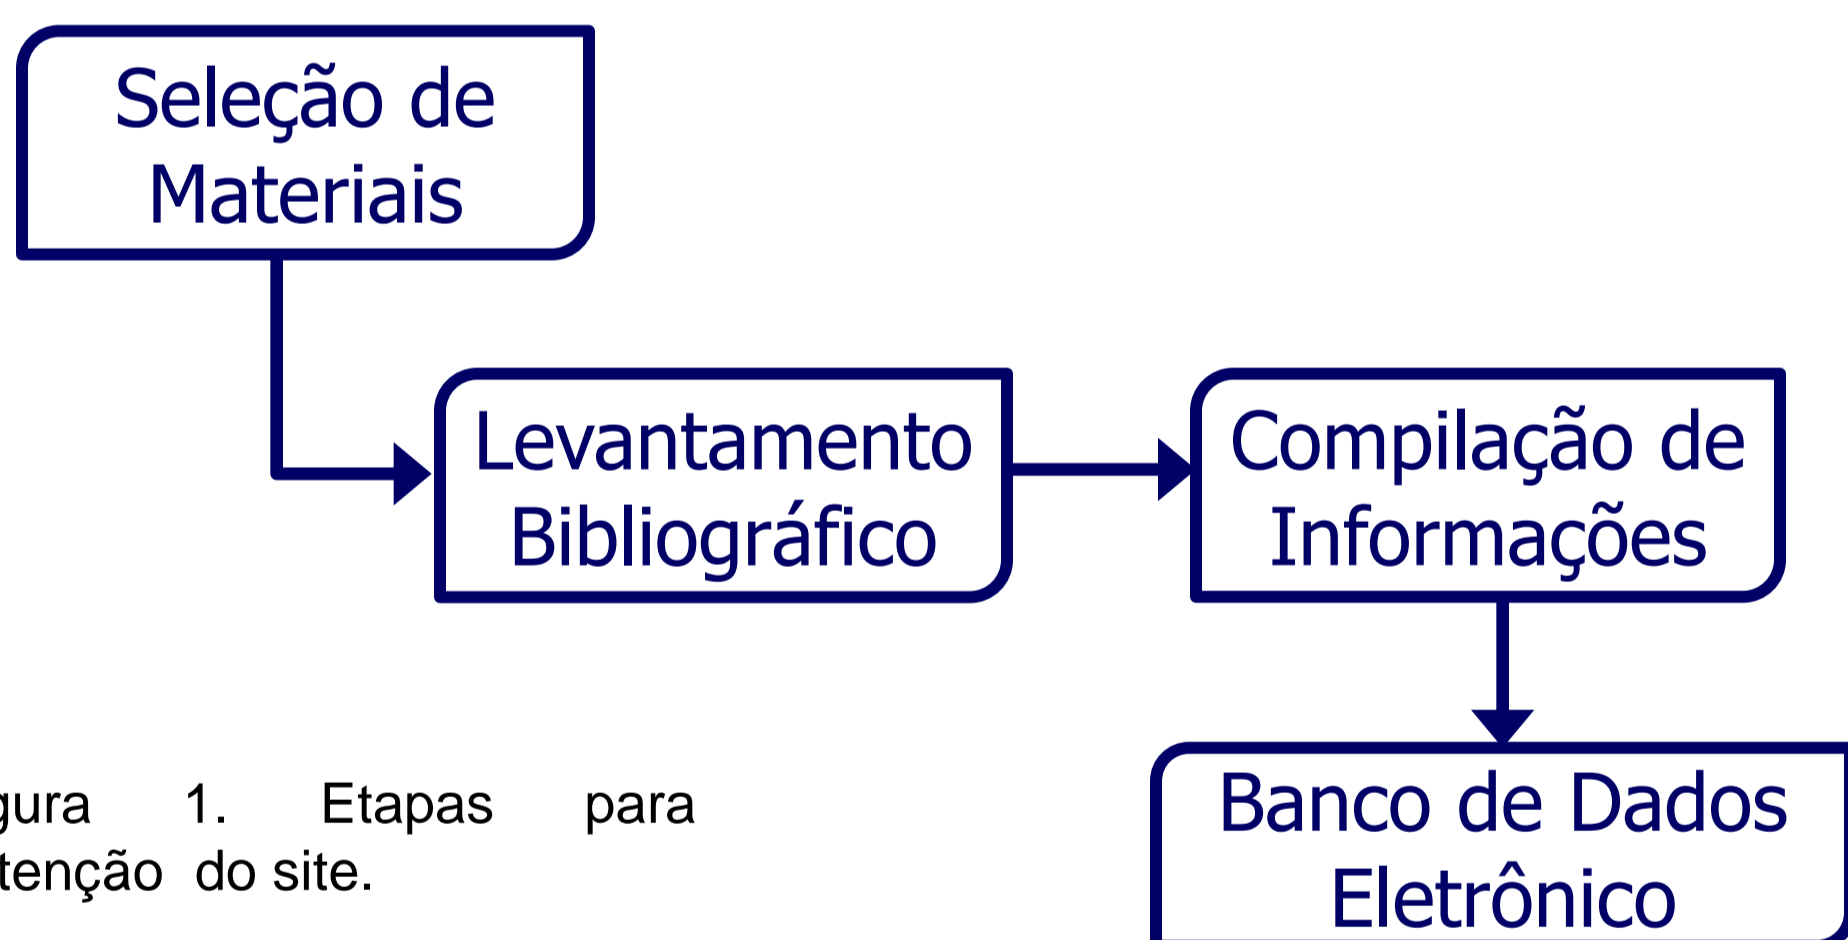 Seleção de
Materiais
Levantamento
Bibliográfico
Compilação de
Informações
Banco de Dados
Eletrônico
gura 1. Etapas para
tenção do site.